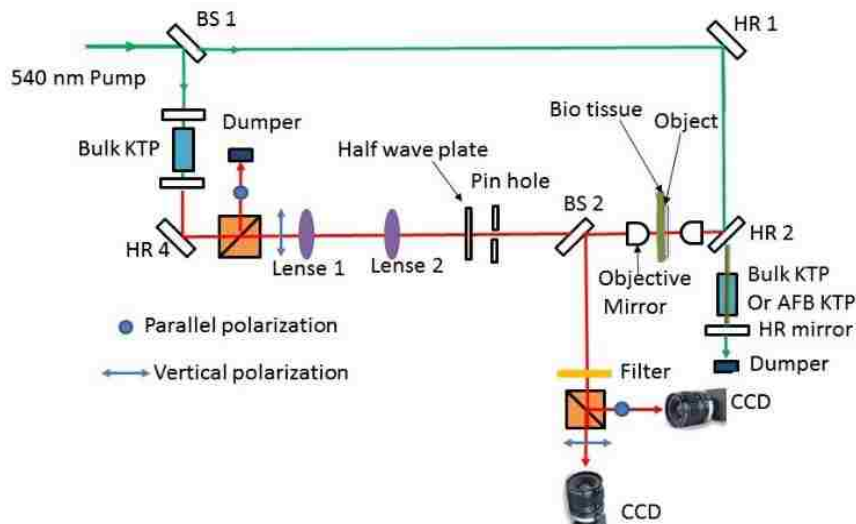 BS 1
HR 1
540 nm Pump
Bio tissue
Object
Dumper
Bulk KTP
Half wave plate
Pin hole
BS 2
HR 4
HR 2
Lense 1
Lense 2
Objective
Mirror
Bulk KTP
Or AFB KTP
HR mirror
Parallel polarization
Dumper
Vertical polarization
Filter
CCD
CCD